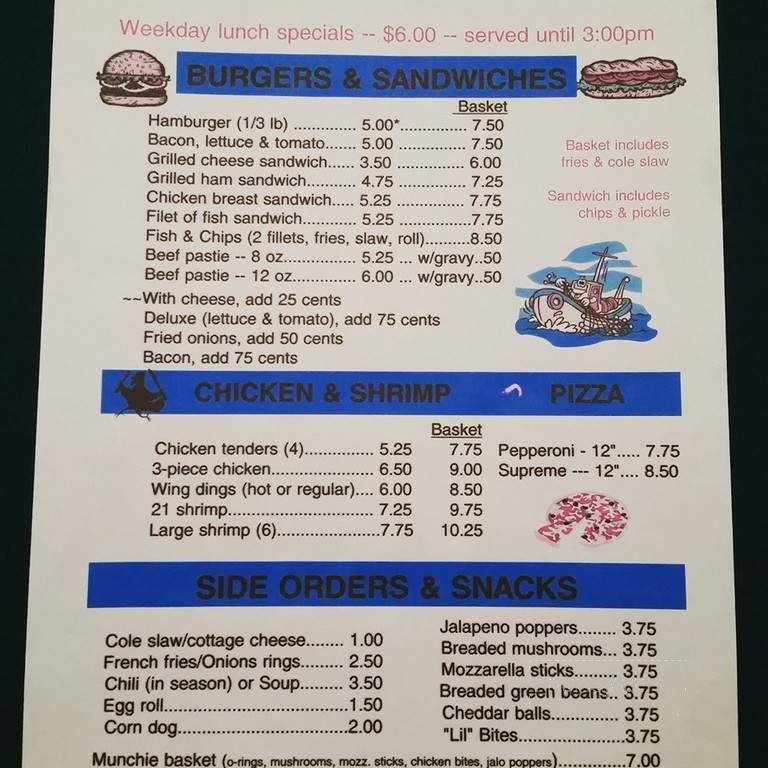 Weekday lunch specials -- $6.00 -- served until 3:00pm
BURGERS & SANDWICHES
Basket
Hamburger (1/3 lb) ............. 5.00*.............. 7.50
Bacon, lettuce & tomato...... 5.00 ............... 7.50
Grilled cheese sandwich..... 3.50 ............... 6.00
Grilled ham sandwich.......... 4.75 ............... 7.25
Chicken breast sandwich..... 5.25 ............... 7.75
Filet of fish sandwich............ 5.25 ...............7.75
Fish & Chips (2 fillets, fries, slaw, roll)..........8.50
Beef pastie -- 8 oz............... 5.25 ... w/gravy..50
Beef pastie -- 12 oz............. 6.00 ... w/gravy..50
Basket includes
fries & cole slaw
Sandwich includes
chips & pickle
~~With cheese, add 25 cents
Deluxe (lettuce & tomato), add 75 cents
Fried onions, add 50 cents
Bacon, add 75 cents
CHICKEN & SHRIMP
Basket
Chicken tenders (4)............... 5.25 7.75
3-piece chicken...................... 6.50 9.00
Wing dings (hot or regular).... 6.00 8.50
21 shrimp............................... 7.25 9.75
Large shrimp (6)......................7.75 10.25
PIZZA
Pepperoni - 12"..... 7.75
Supreme --- 12".... 8.50
SIDE ORDERS & SNACKS
Cole slaw/cottage cheese........ 1.00
French fries/Onions rings......... 2.50
Chili (in season) or Soup......... 3.50
Egg roll....................................1.50
Corn dog.................................2.00
Jalapeno poppers........ 3.75
Breaded mushrooms... 3.75
Mozzarella sticks.......... 3.75
Breaded green beans.. 3.75
Cheddar balls.............. 3.75
"Lil" Bites.....................3.75
Munchie basket (o-rings, mushrooms, mozz. sticks, chicken bites, jalo poppers)..............7.00